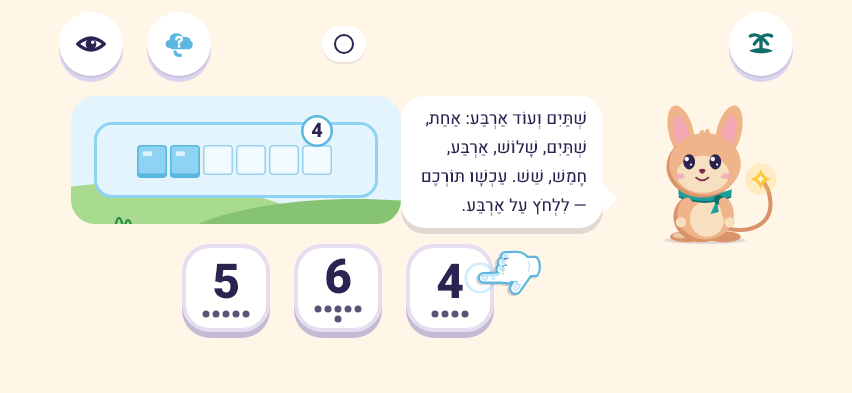 ?
4
שְׁתַּיִם וְעוֹד אַרְבַּע: אַחַת,
שְׁתַּיִם, שָׁלוֹשׁ, אַרְבַּע,
חָמֵשׁ, שֵׁשׁ. עַכְשָׁו תּוֹרְכֶם
— לִלְחֹץ עַל אַרְבַּע.
5
6
4